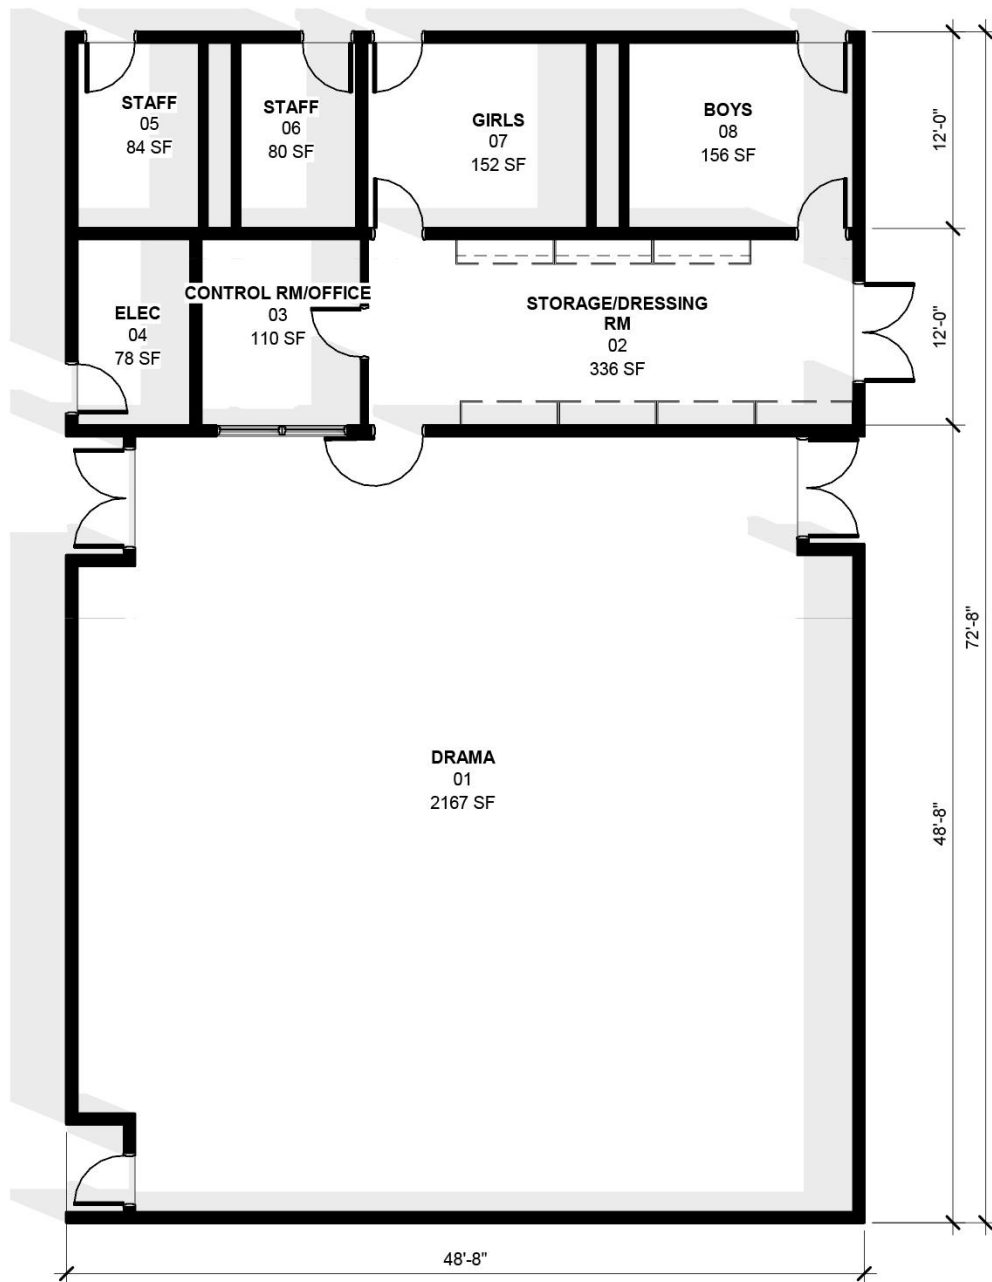 STAFF
05
84 SF
STAFF
06
80 SF
GIRLS
07
152 SF
BOYS
08
156 SF
12'-0"
ELEC
04
78 SF
CONTROL RM/OFFICE
03
110 SF
STORAGE/DRESSING
RM
02
336 SF
12'-0"
72'-8"
DRAMA
01
2167 SF
48'-8"
48'-8"